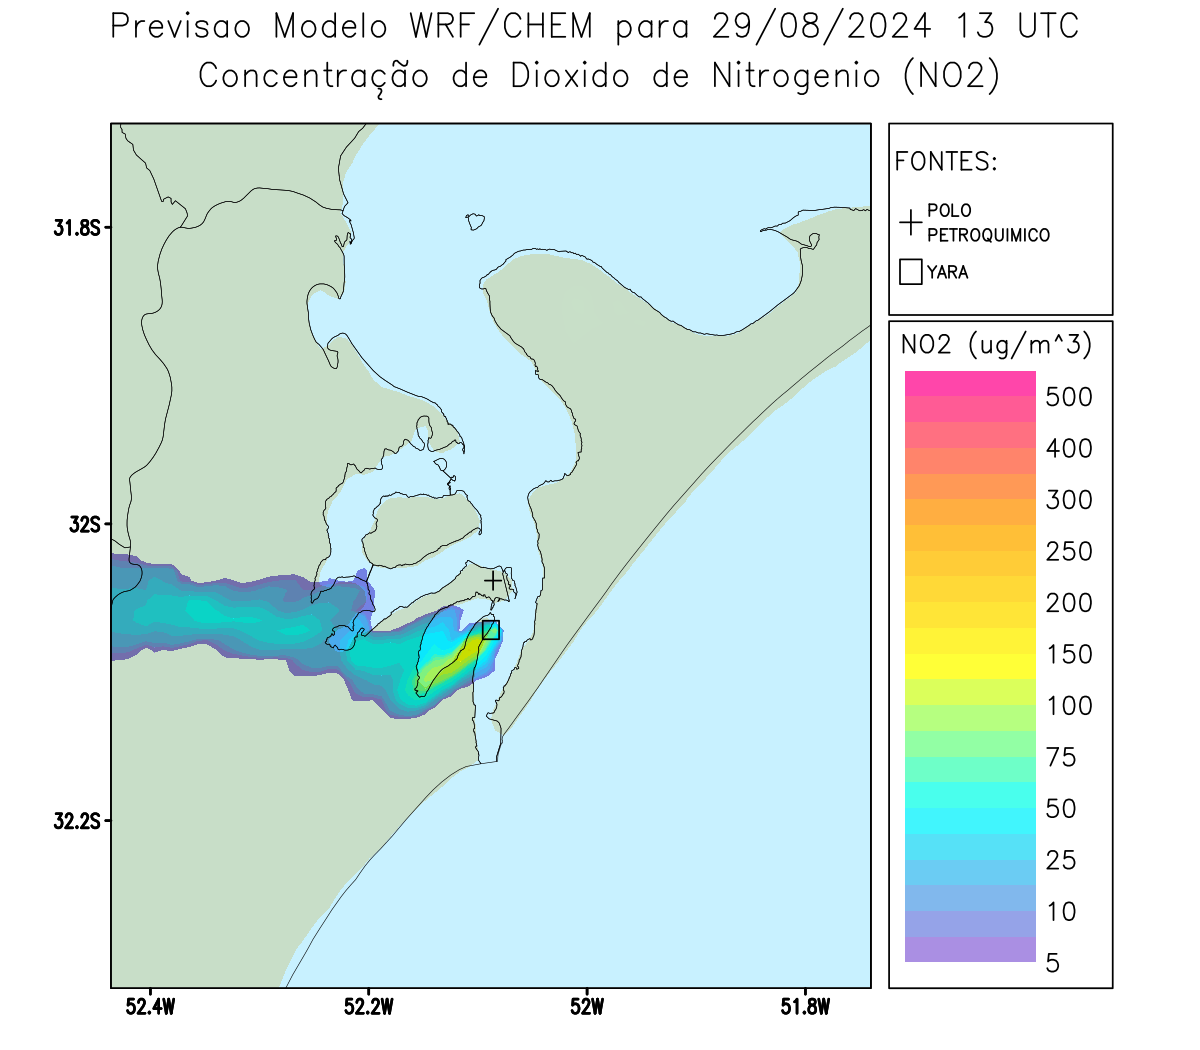 Previsao Modelo WRF/CHEM para 29/08/2024 13 UTC
Concentração de Dioxido de Nitrogenio (NO2)
FONTES:
POLO
PETROQUIMICO
YARA
31.8S
32S
32.2S
52.4W
52.2W
52W
51.8W
NO2 (ug/m^3)
500
400
300
250
200
150
100
75
50
25
10
5